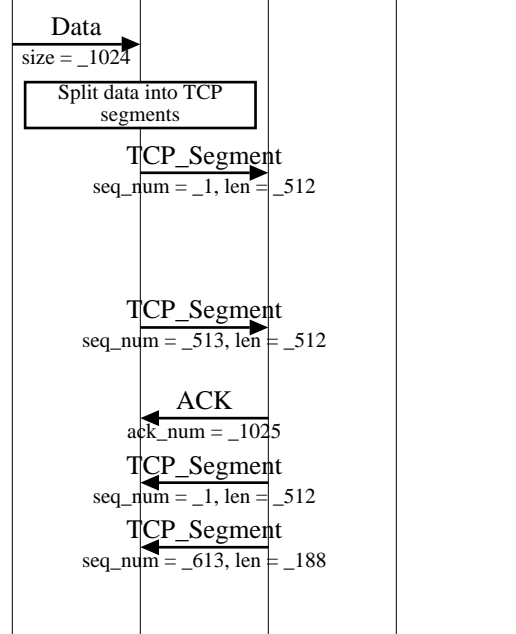 Data
size = _1024
Split data into TCP
segments
TCP_Segment
seq_num = _1, len = _512
TCP_Segment
seq_num = _513, len = _512
ACK
ack_num = _1025
TCP_Segment
seq_num = _1, len = _512
TCP_Segment
seq_num = _613, len = _188